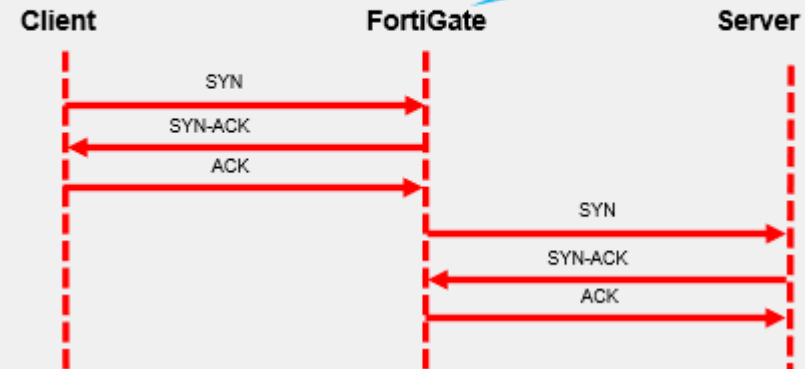 Client FortiGate Server
SYN
SYN-ACK
ACK
SYN
SYN-ACK
ACK